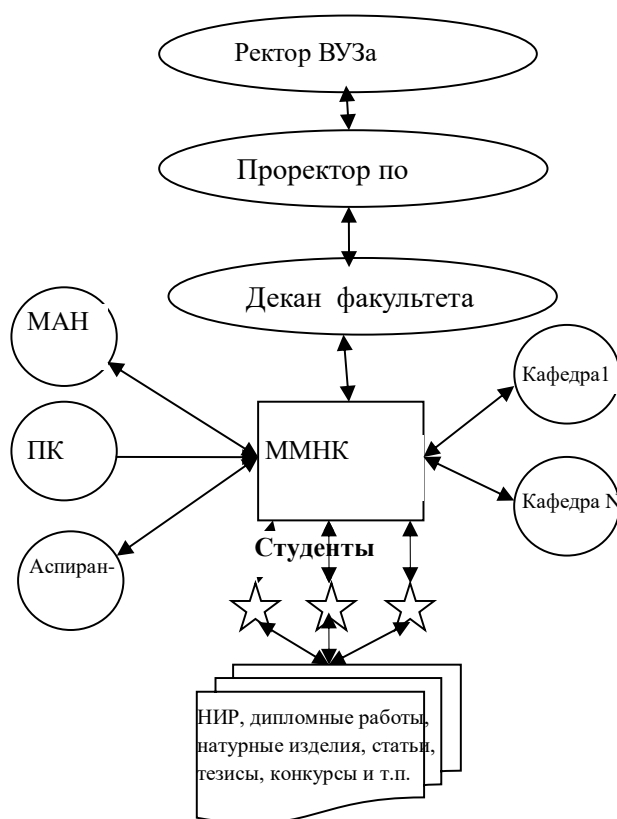 Ректор ВУЗа
Проректор по
Декан факультета
МАН
Кафедра1
ПК
ММНК
Кафедра N
Аспиран-
Студенты
НИР, дипломные работы,
натурные изделия, статьи,
тезисы, конкурсы и т.п.